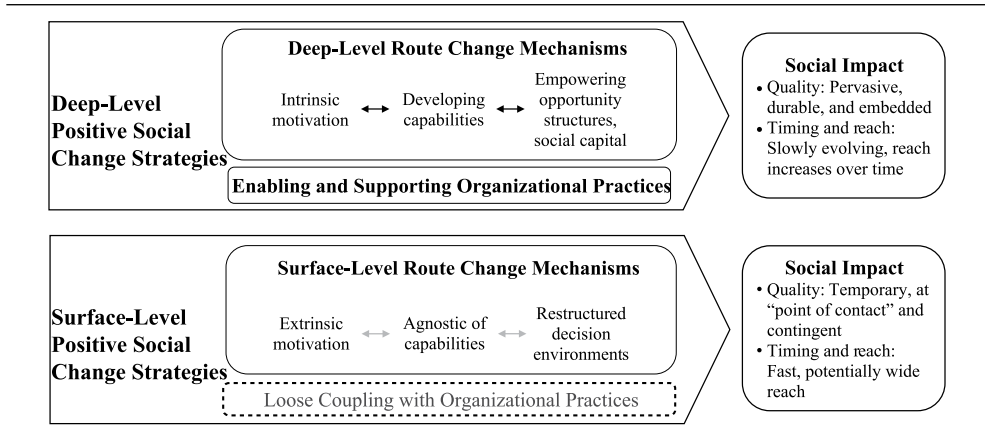 Deep-Level
Positive Social
Change Strategies
Deep-Level Route Change Mechanisms
Intrinsic
motivation
Developing
capabilities
Empowering
opportunity
structures,
social capital
Enabling and Supporting Organizational Practices
Social Impact
• Quality: Pervasive,
durable, and embedded
• Timing and reach:
Slowly evolving, reach
increases over time
Surface-Level
Positive Social
Change Strategies
Surface-Level Route Change Mechanisms
Extrinsic
motivation
Agnostic of
capabilities
Restructured
decision
environments
Loose Coupling with Organizational Practices
Social Impact
• Quality: Temporary, at
“point of contact” and
contingent
• Timing and reach:
Fast, potentially wide
reach